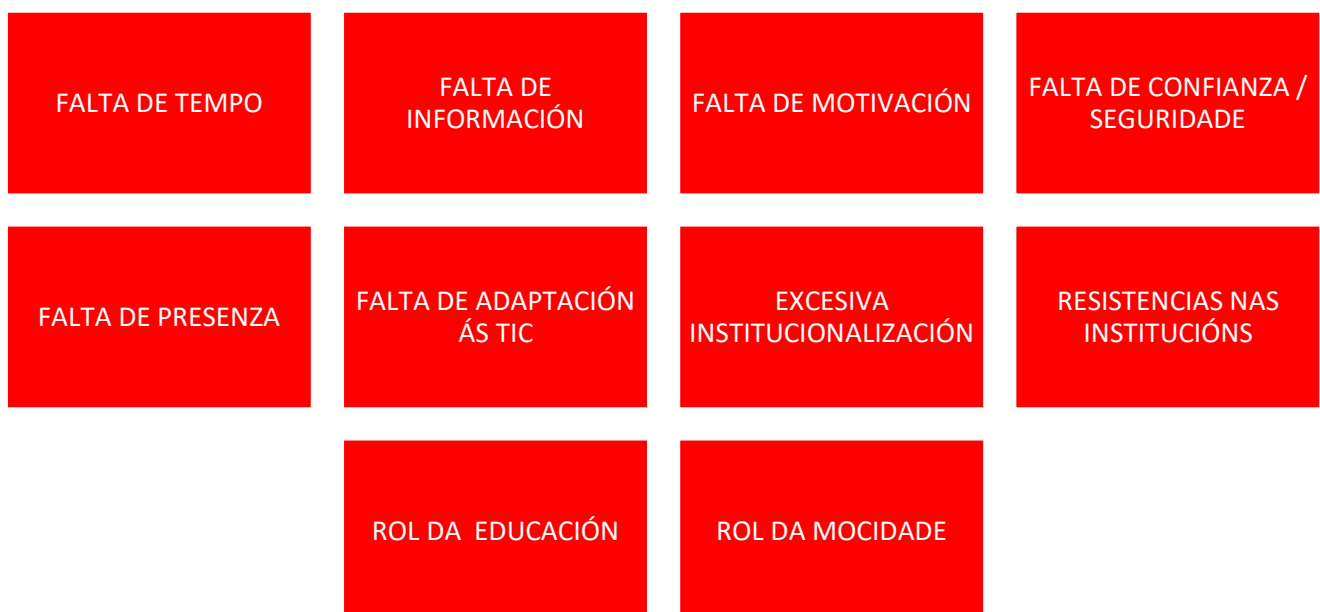 FALTA DE TEMPO
FALTA DE
INFORMACIÓN
FALTA DE MOTIVACIÓN
FALTA DE CONFIANZA /
SEGURIDADE
FALTA DE PRESENZA
FALTA DE ADAPTACIÓN
ÁS TIC
EXCESIVA
INSTITUCIONALIZACIÓN
RESISTENCIAS NAS
INSTITUCIÓNS
ROL DA  EDUCACIÓN
ROL DA MOCIDADE